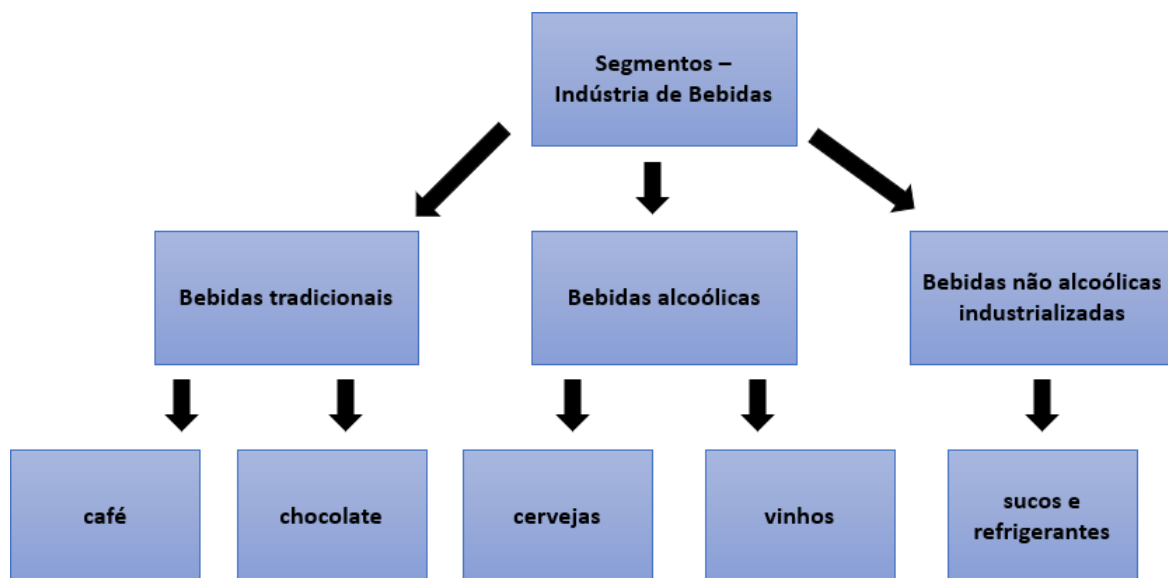 Segmentos –
Indústria de Bebidas
Bebidas tradicionais
Bebidas alcoólicas
Bebidas não alcoólicas
industrializadas
café
chocolate
cervejas
vinhos
sucos e
refrigerantes